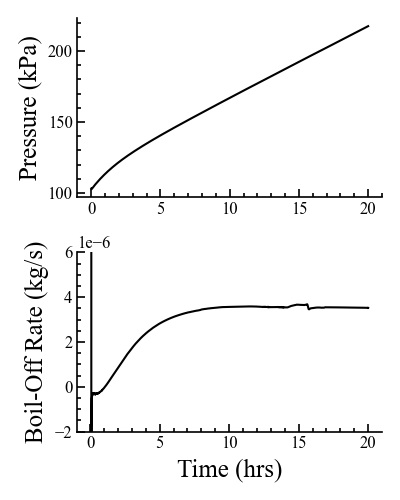 Pressure (kPa)
200
150
100
0 5 10 15 20
1e−6
Boil-Off Rate (kg/s)
6
4
2
0
−2
0 5 10 15 20
Time (hrs)